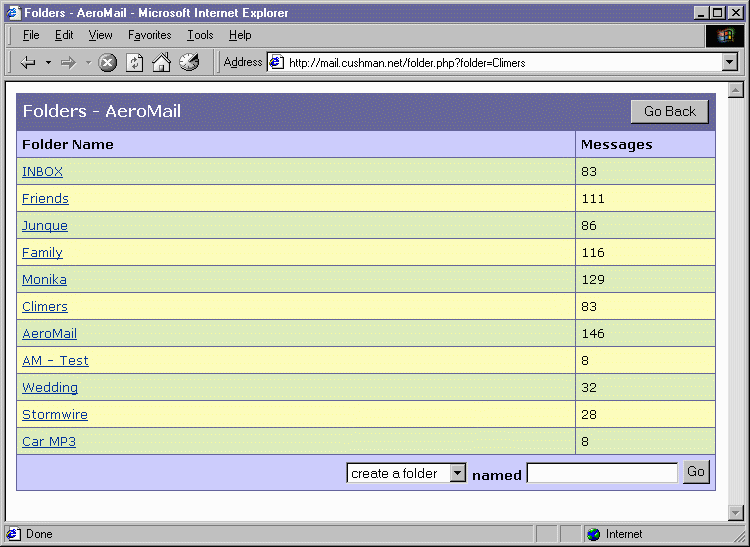 Folders - AeroMail - Microsoft Internet Explorer
File Edit View Favorites Tools Help
Address http://mail.cushman.net/folder.php?folder=Climers
Folders - AeroMail Go Back
Folder Name Messages
INBOX 83
Friends 111
Junque 86
Family 116
Monika 129
Climers 83
AeroMail 146
AM - Test 8
Wedding 32
Stormwire 28
Car MP3 8
create a folder named Go
Done Internet